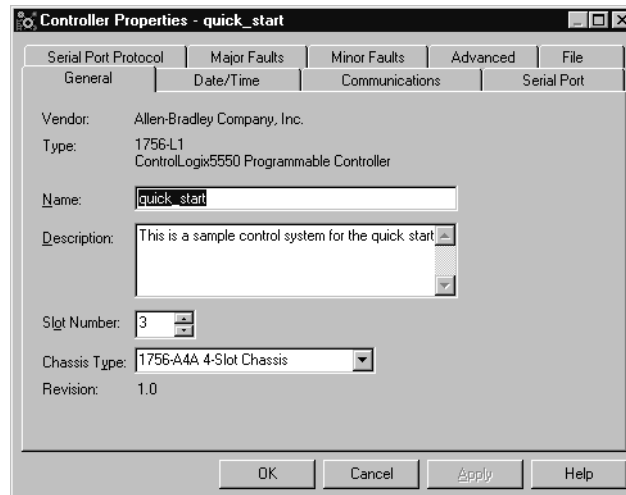 Controller Properties - quick_start
Serial Port Protocol Major Faults Minor Faults Advanced File
General Date/Time Communications Serial Port
Vendor: Allen-Bradley Company, Inc.
Type: 1756-L1
ControlLogix5550 Programmable Controller
Name: quick_start
Description: This is a sample control system for the quick start
Slot Number: 3
Chassis Type: 1756-A4A 4-Slot Chassis
Revision: 1.0
OK Cancel Apply Help